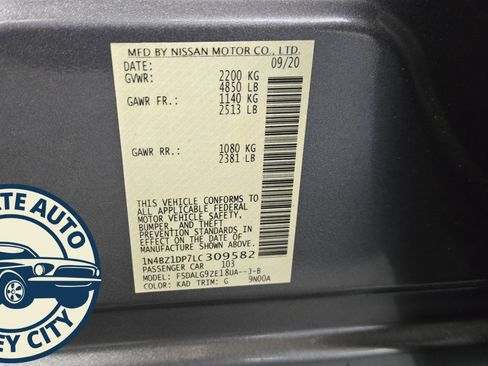 MFD BY NISSAN MOTOR CO., LTD.
DATE: 09/20
GVWR: 2200 KG
4850 LB
GAWR FR.: 1140 KG
2513 LB
GAWR RR.: 1080 KG
2381 LB
THIS VEHICLE CONFORMS TO
ALL APPLICABLE FEDERAL
MOTOR VEHICLE SAFETY,
BUMPER, AND THEFT
PREVENTION STANDARDS IN
EFFECT ON THE DATE OF
MANUFACTURE SHOWN ABOVE.
1N4BZ1DP7LC309582
PASSENGER CAR 103
MODEL: FSDALG9ZE18UA--J-B
COLOR: KAD TRIM: G 9N00A
TE AUTO
EY CITY